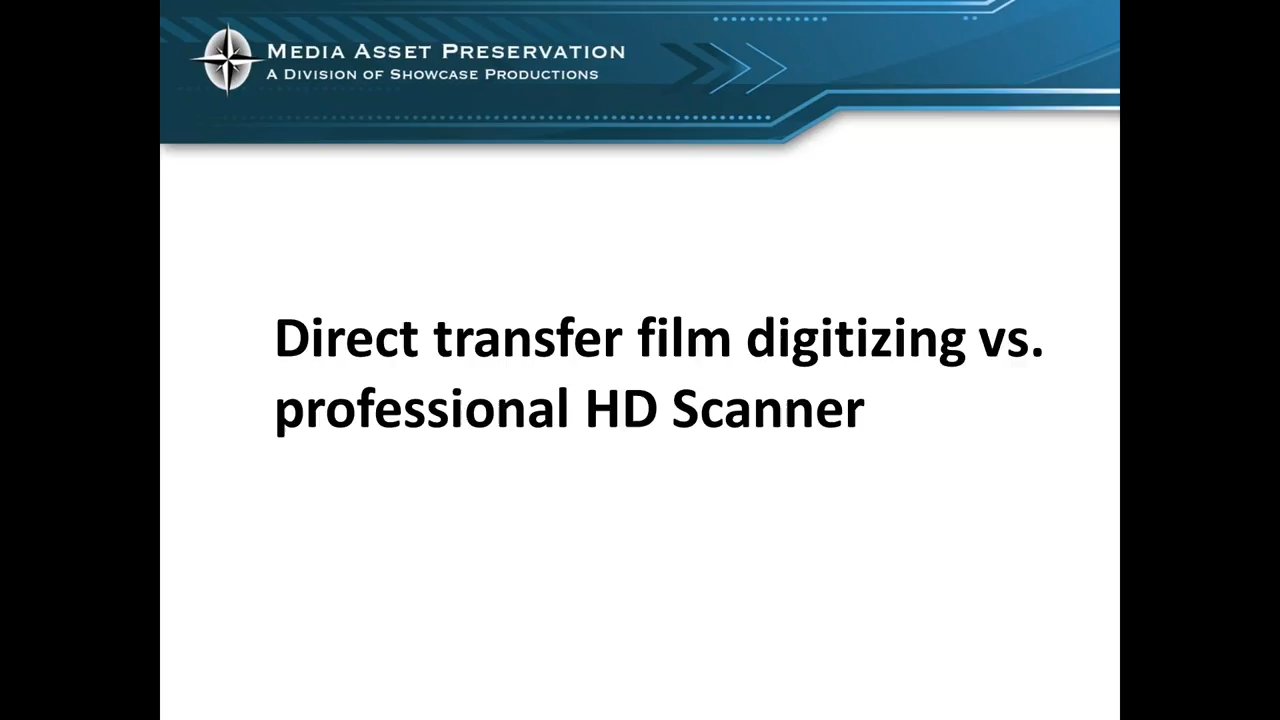 MEDIA ASSET PRESERVATION
A DIVISION OF SHOWCASE PRODUCTIONS
Direct transfer film digitizing vs.
professional HD Scanner